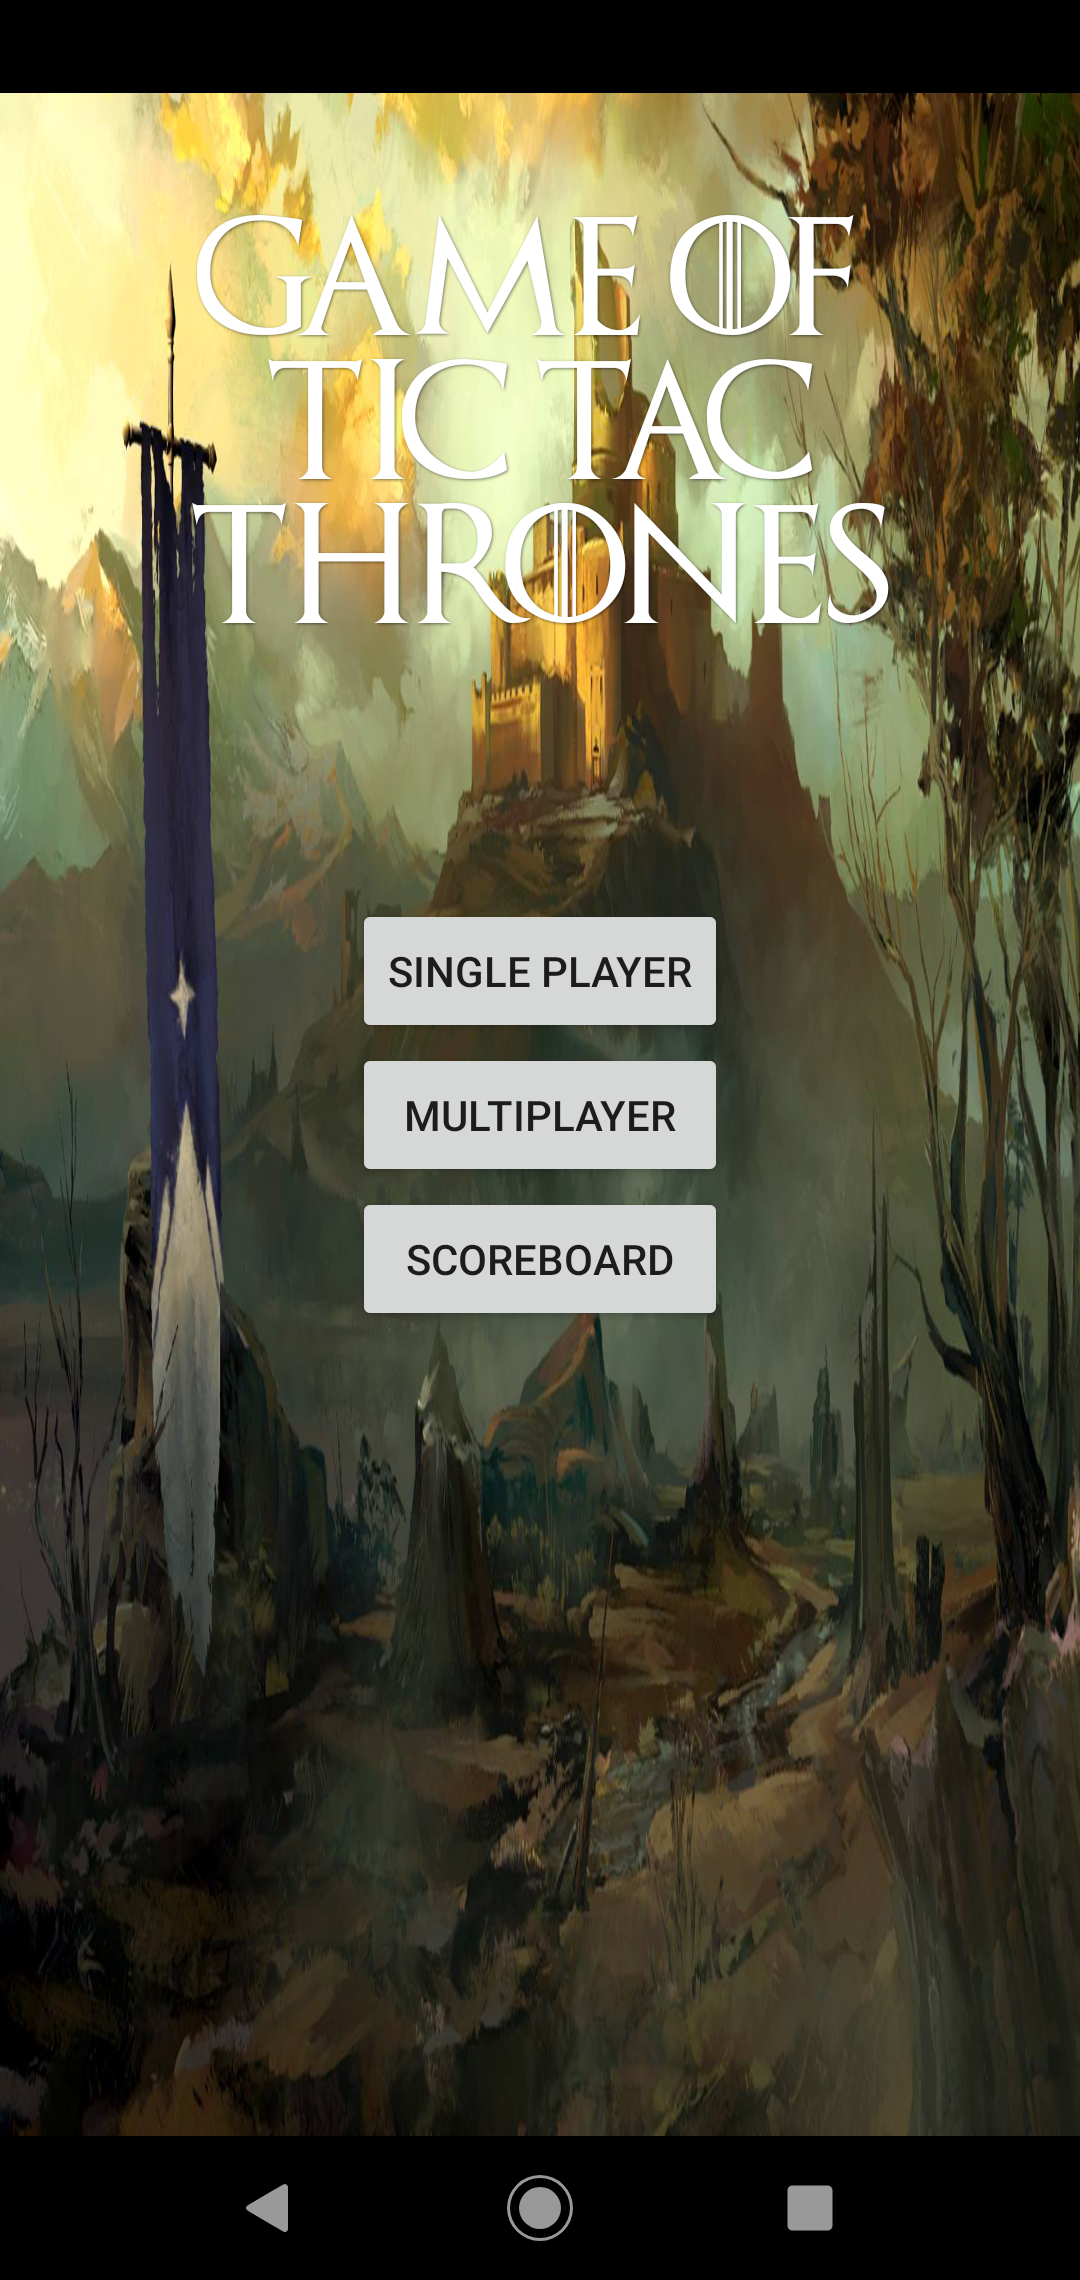 GAME OF
TIC TAC
THRONES
SINGLE PLAYER
MULTIPLAYER
SCOREBOARD